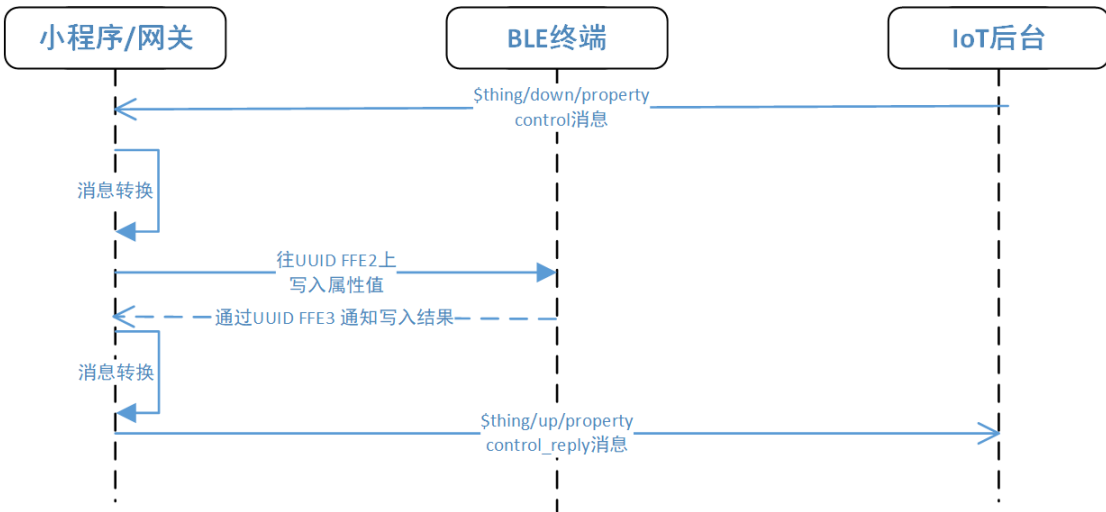 小程序/网关
BLE终端
IoT后台
$thing/down/property
control消息
消息转换
往UUID FFE2上
写入属性值
通过UUID FFE3 通知写入结果
消息转换
$thing/up/property
control_reply消息